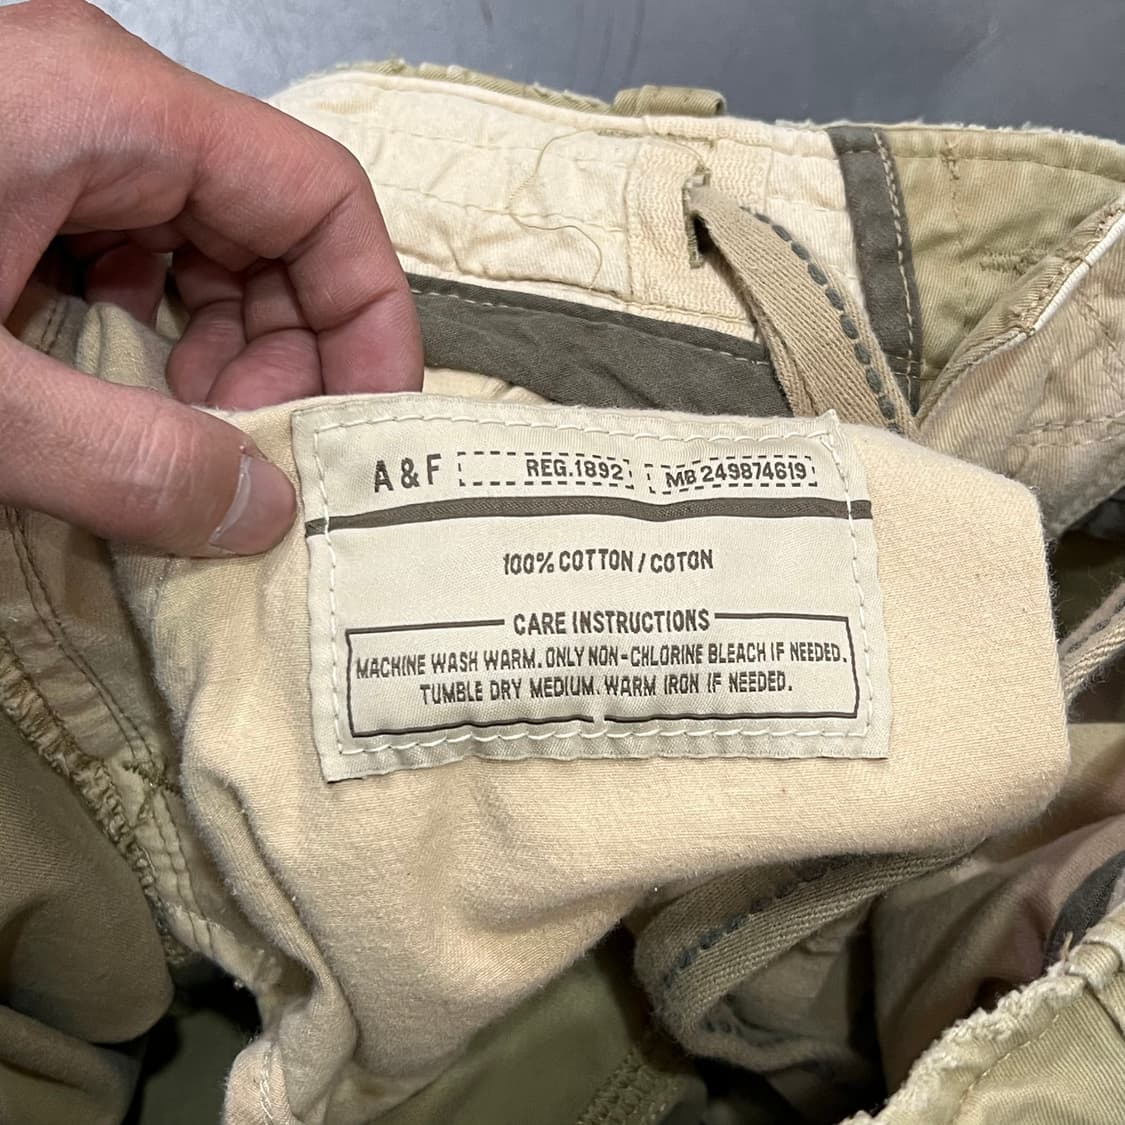 A & F REG.1892 MB 249874619
100% COTTON / COTON
CARE INSTRUCTIONS
MACHINE WASH WARM. ONLY NON-CHLORINE BLEACH IF NEEDED.
TUMBLE DRY MEDIUM. WARM IRON IF NEEDED.